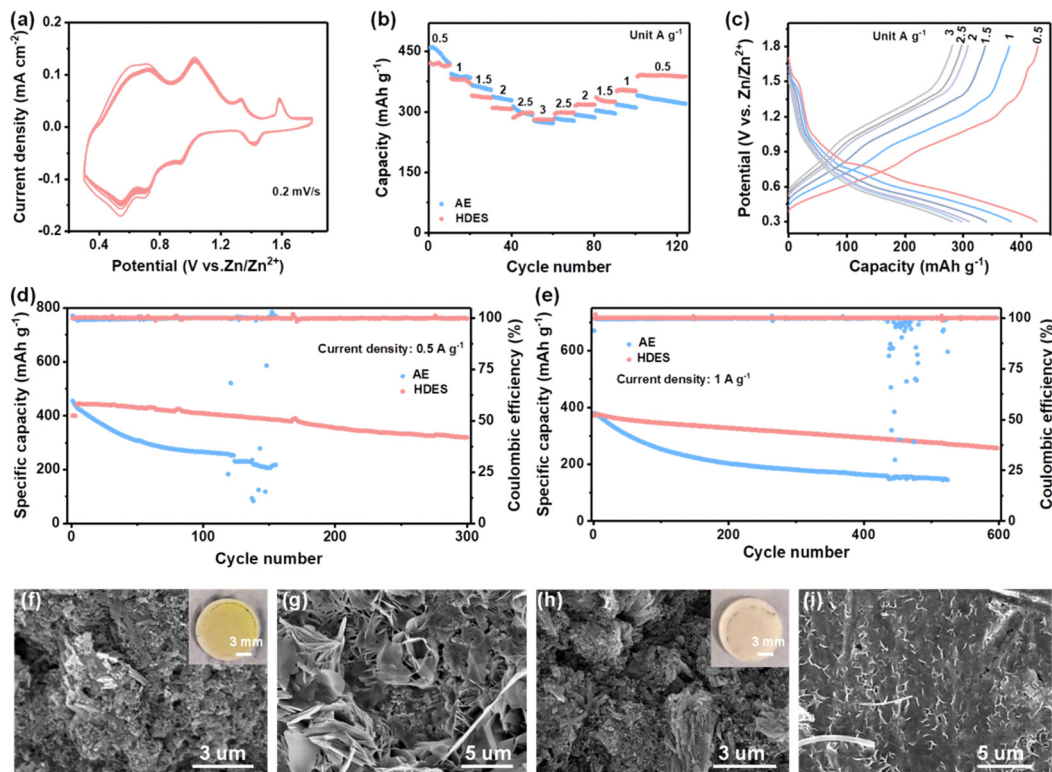 (a)
Current density (mA cm⁻²)
0.2
0.1
0.0
-0.1
-0.2
0.2 mV/s
0.4 0.8 1.2 1.6
Potential (V vs.Zn/Zn²⁺)
(b)
Capacity (mAh g⁻¹)
450
300
150
0
Unit A g⁻¹
0.5
1
1.5
2
2.5
3
2.5
2
1.5
1
0.5
AE
HDES
0 20 40 60 80 100 120
Cycle number
(c)
Potential (V vs. Zn/Zn²⁺)
1.8
1.5
1.2
0.9
0.6
0.3
Unit A g⁻¹
3
2.5
2
1.5
1
0.5
0 100 200 300 400
Capacity (mAh g⁻¹)
(d)
Specific capacity (mAh g⁻¹)
800
600
400
200
0
Current density: 0.5 A g⁻¹
AE
HDES
100
75
50
25
0
Coulombic efficiency (%)
0 100 200 300
Cycle number
(e)
Specific capacity (mAh g⁻¹)
600
400
200
0
AE
HDES
Current density: 1 A g⁻¹
100
75
50
25
0
Coulombic efficiency (%)
0 200 400 600
Cycle number
(f)
3 mm
3 um
(g)
5 um
(h)
3 mm
3 um
(i)
5 um